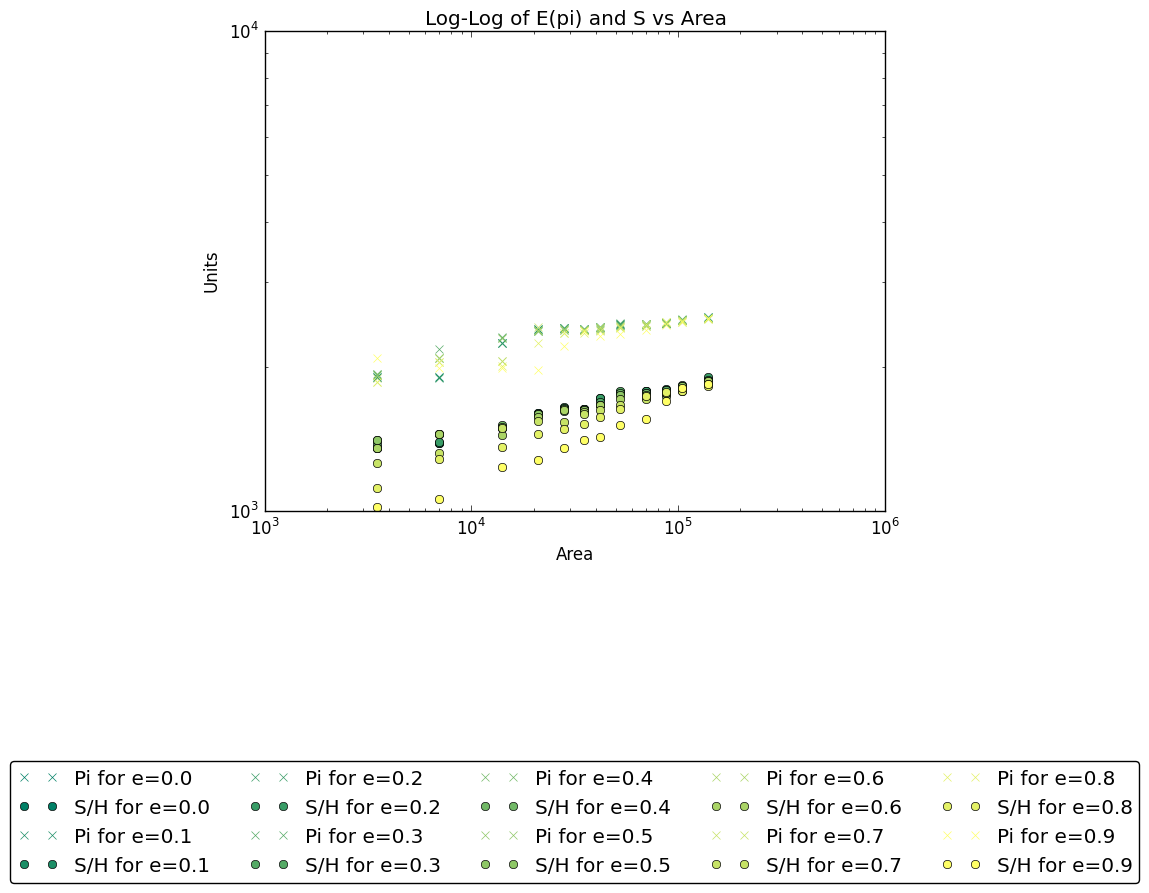 Log-Log of E(pi) and S vs Area
10^4
Units
10^3
10^3 10^4 10^5 10^6
Area
Pi for e=0.0 Pi for e=0.2 Pi for e=0.4 Pi for e=0.6 Pi for e=0.8
S/H for e=0.0 S/H for e=0.2 S/H for e=0.4 S/H for e=0.6 S/H for e=0.8
Pi for e=0.1 Pi for e=0.3 Pi for e=0.5 Pi for e=0.7 Pi for e=0.9
S/H for e=0.1 S/H for e=0.3 S/H for e=0.5 S/H for e=0.7 S/H for e=0.9